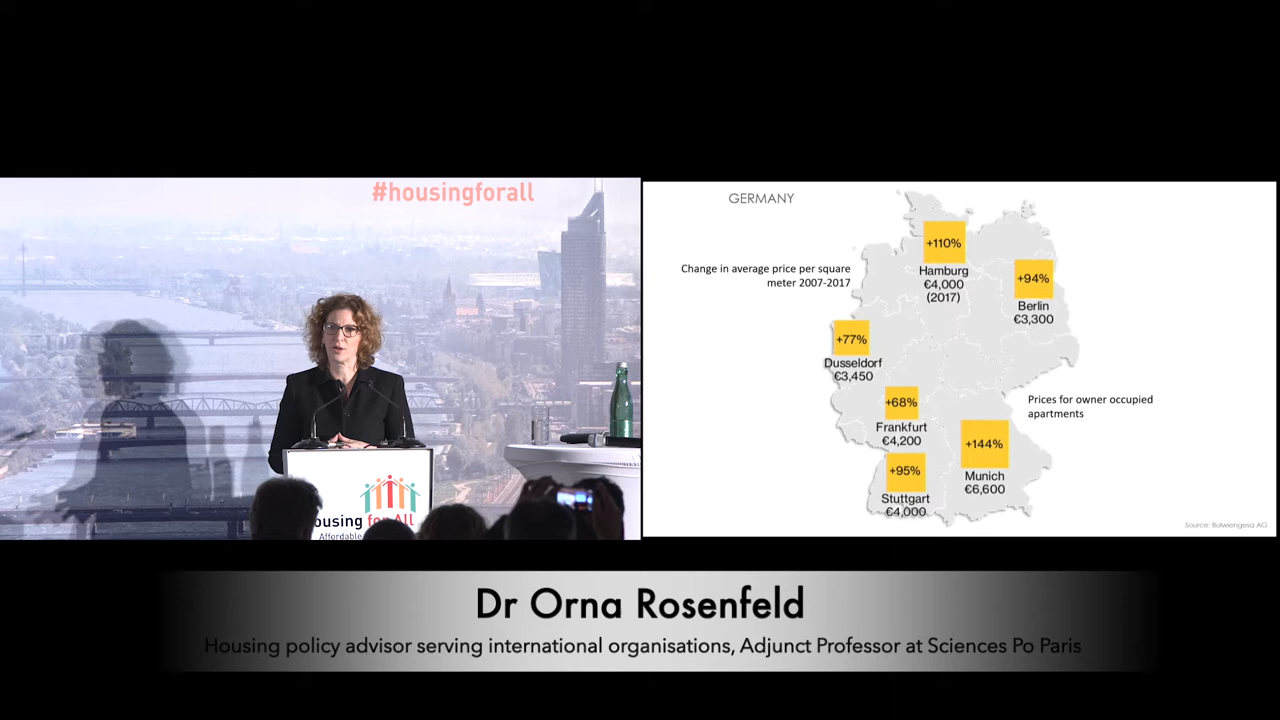 #housingforall
ousing for All
Affordable
GERMANY
Change in average price per square
meter 2007-2017
+110%
Hamburg
€4,000
(2017)
+94%
Berlin
€3,300
+77%
Dusseldorf
€3,450
+68%
Frankfurt
€4,200
Prices for owner occupied
apartments
+144%
Munich
€6,600
+95%
Stuttgart
€4,000
Source: Bulwiengesa AG
Dr Orna Rosenfeld
Housing policy advisor serving international organisations, Adjunct Professor at Sciences Po Paris